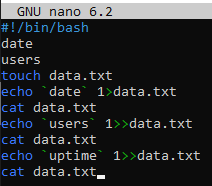 GNU nano 6.2
#!/bin/bash
date
users
touch data.txt
echo `date` 1>data.txt
cat data.txt
echo `users` 1>>data.txt
cat data.txt
echo `uptime` 1>>data.txt
cat data.txt